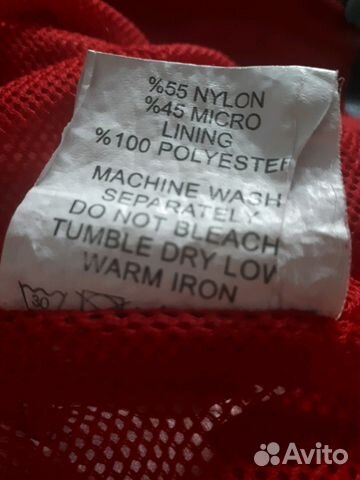 %55 NYLON
%45 MICRO
LINING
%100 POLYESTER
MACHINE WASH
SEPARATELY
DO NOT BLEACH
TUMBLE DRY LOW
WARM IRON
30
Avito